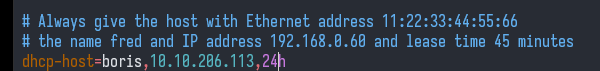 # Always give the host with Ethernet address 11:22:33:44:55:66
# the name fred and IP address 192.168.0.60 and lease time 45 minutes
dhcp-host=boris,10.10.206.113,24h